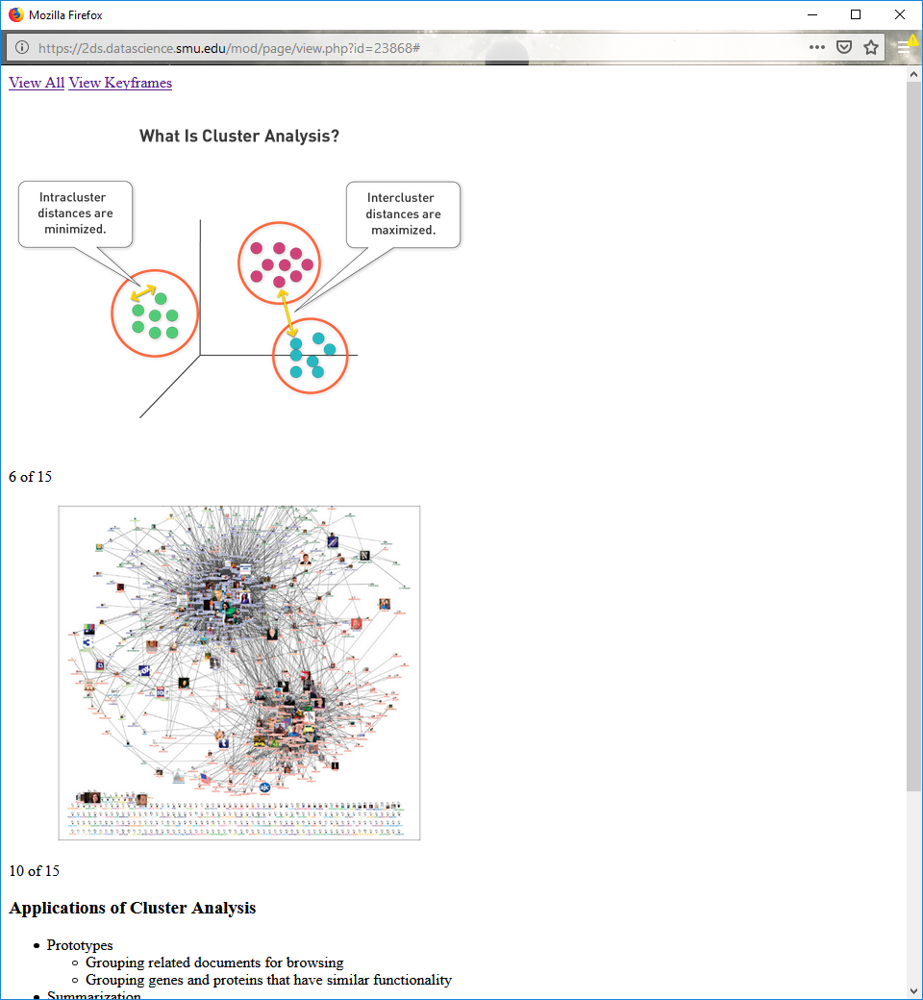 Mozilla Firefox
https://2ds.datascience.smu.edu/mod/page/view.php?id=23868#
View All View Keyframes
What Is Cluster Analysis?
Intracluster
distances are
minimized.
Intercluster
distances are
maximized.
6 of 15
ajc
10 of 15
Applications of Cluster Analysis
Prototypes
Grouping related documents for browsing
Grouping genes and proteins that have similar functionality
Summarization